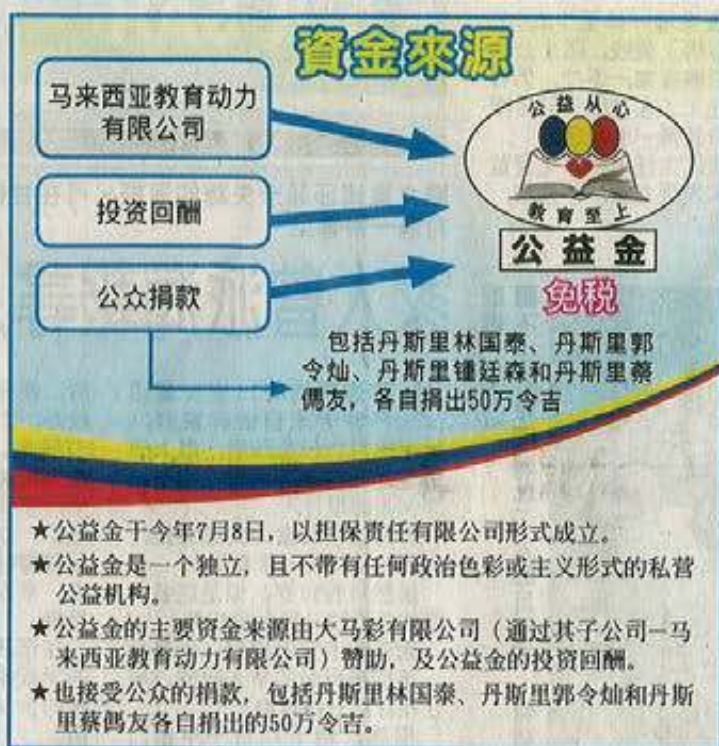 資金來源
马来西亚教育动力
有限公司
投资回酬
公众捐款
公益从心
教育至上
公益金
免税
包括丹斯里林国泰、丹斯里郭
令灿、丹斯里锺廷森和丹斯里蔡
偶友，各自捐出50万令吉
★公益金于今年7月8日，以担保责任有限公司形式成立。
★公益金是一个独立，且不带有任何政治色彩或主义形式的私营
公益机构。
★公益金的主要资金来源由大马彩有限公司（通过其子公司－马
来西亚教育动力有限公司）赞助，及公益金的投资回酬。
★也接受公众的捐款，包括丹斯里林国泰、丹斯里郭令灿和丹斯
里蔡友各自捐出的50万令吉。